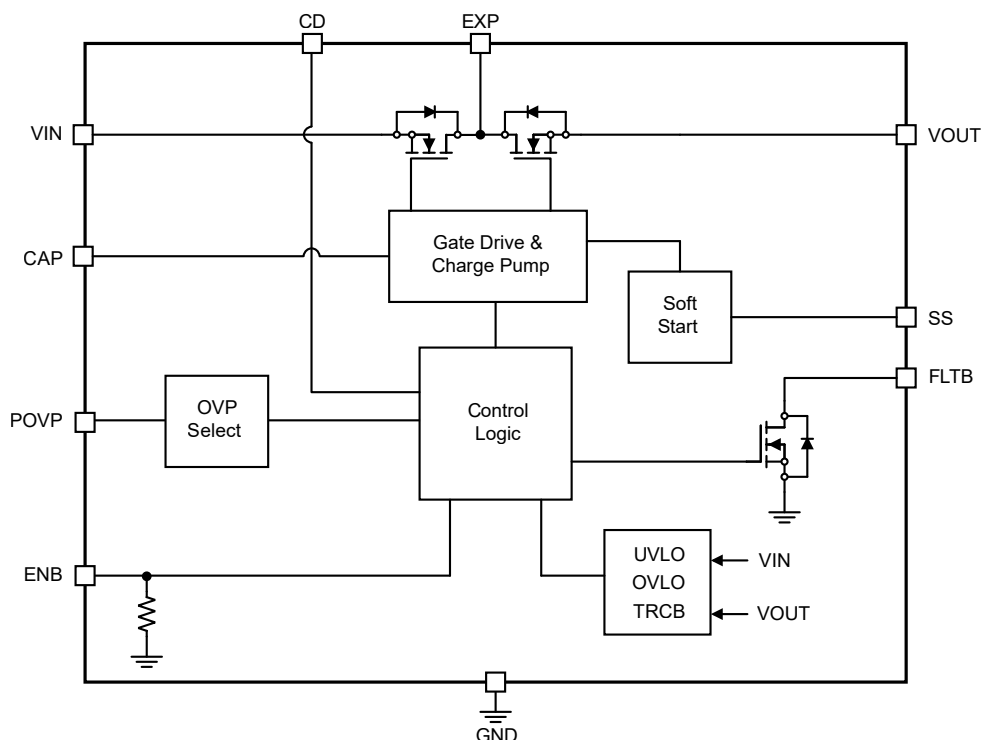 CD
EXP
VIN
VOUT
CAP
Gate Drive &
Charge Pump
Soft
Start
SS
FLTB
POVP
OVP
Select
Control
Logic
ENB
UVLO
OVLO
TRCB
VIN
VOUT
GND